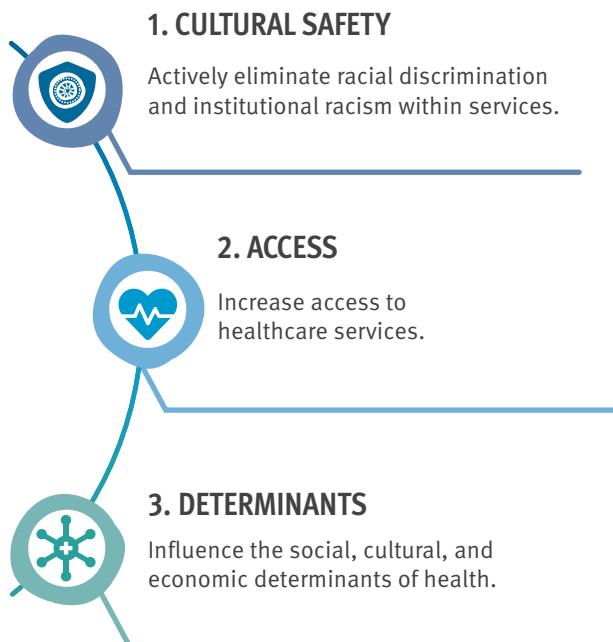 1. CULTURAL SAFETY
Actively eliminate racial discrimination
and institutional racism within services.
2. ACCESS
Increase access to
healthcare services.
3. DETERMINANTS
Influence the social, cultural, and
economic determinants of health.